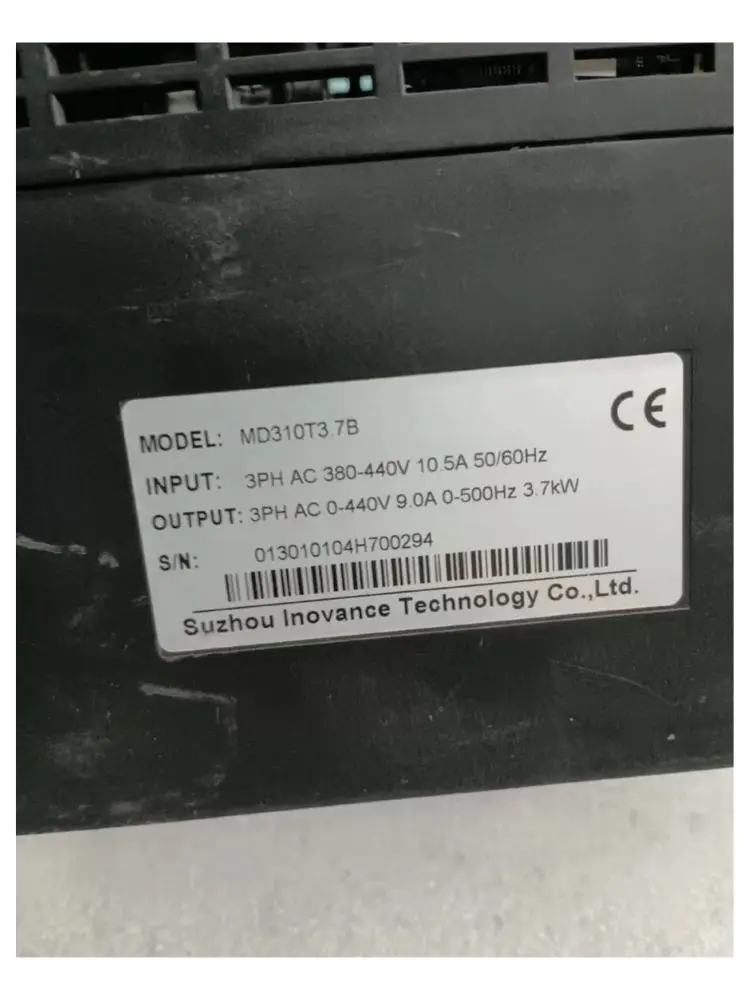 CE
MODEL: MD310T3.7B
INPUT: 3PH AC 380-440V 10.5A 50/60Hz
OUTPUT: 3PH AC 0-440V 9.0A 0-500Hz 3.7kW
S/N: 013010104H700294
Suzhou Inovance Technology Co.,Ltd.